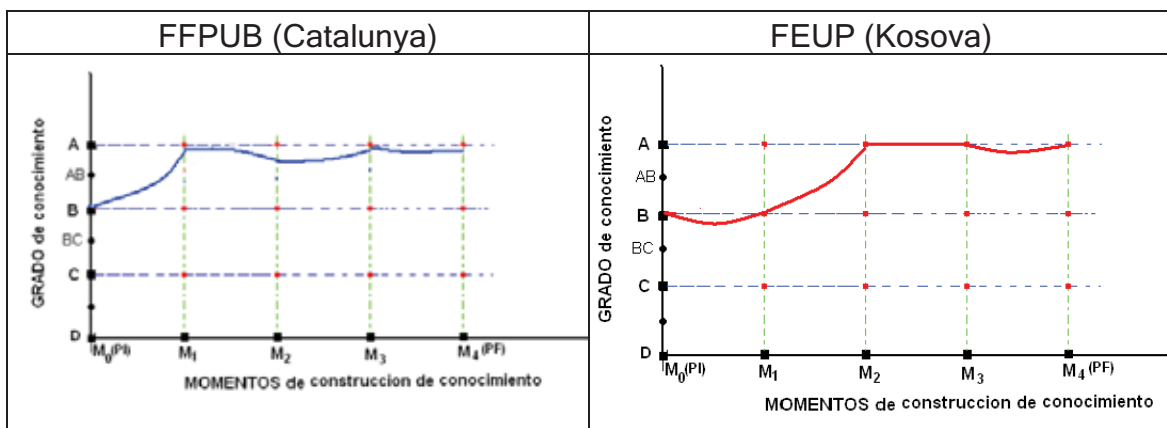 FFPUB (Catalunya)
FEUP (Kosova)
GRADO de conocimiento
A
AB
B
BC
C
D
M0(PI)
M1
M2
M3
M4(PF)
MOMENTOS de construccion de conocimiento
GRADO de conocimiento
A
AB
B
BC
C
D
M0(PI)
M1
M2
M3
M4 (PF)
MOMENTOS de construccion de conocimiento